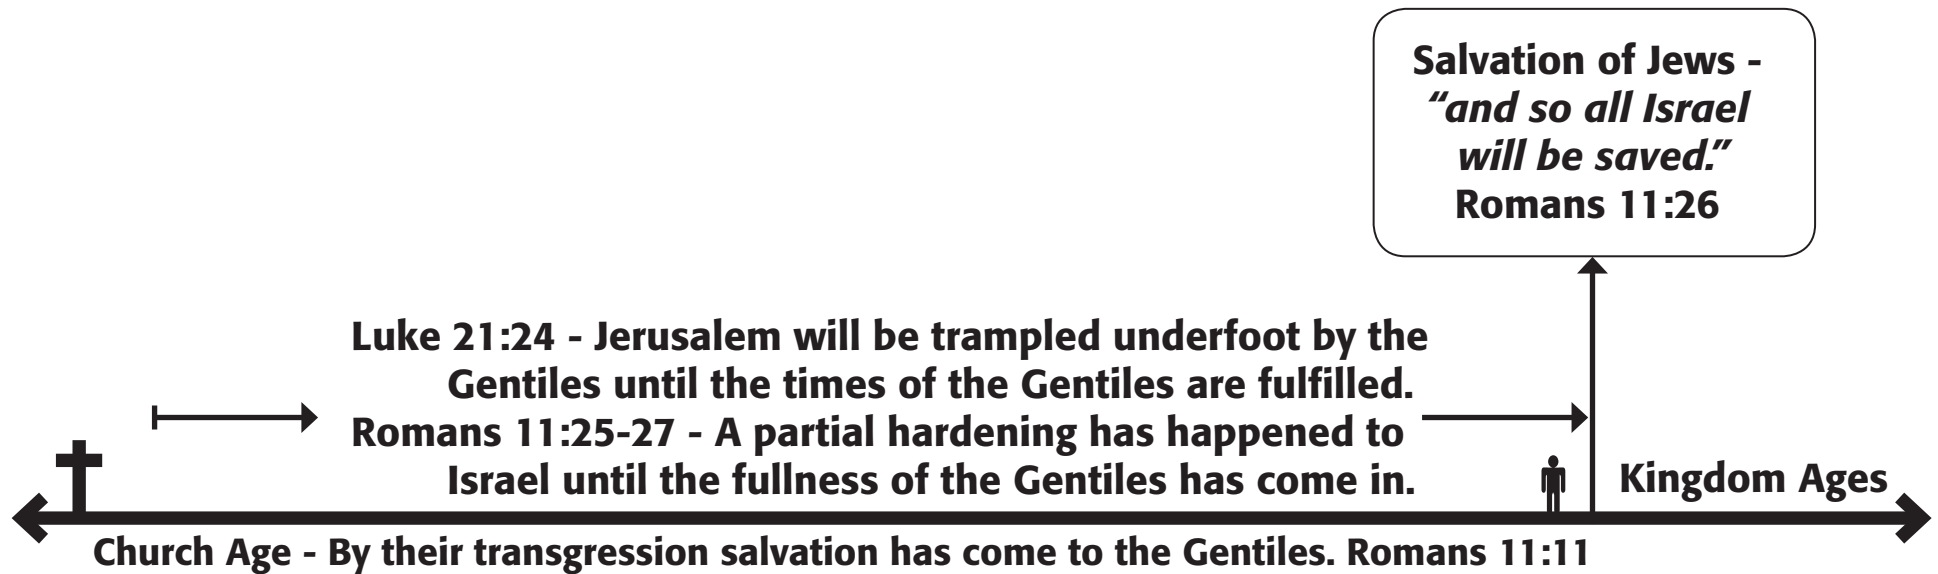 Salvation of Jews -
“and so all Israel
will be saved.”
Romans 11:26
Luke 21:24 - Jerusalem will be trampled underfoot by the
Gentiles until the times of the Gentiles are fulfilled.
Romans 11:25-27 - A partial hardening has happened to
Israel until the fullness of the Gentiles has come in.
Kingdom Ages
Church Age - By their transgression salvation has come to the Gentiles. Romans 11:11